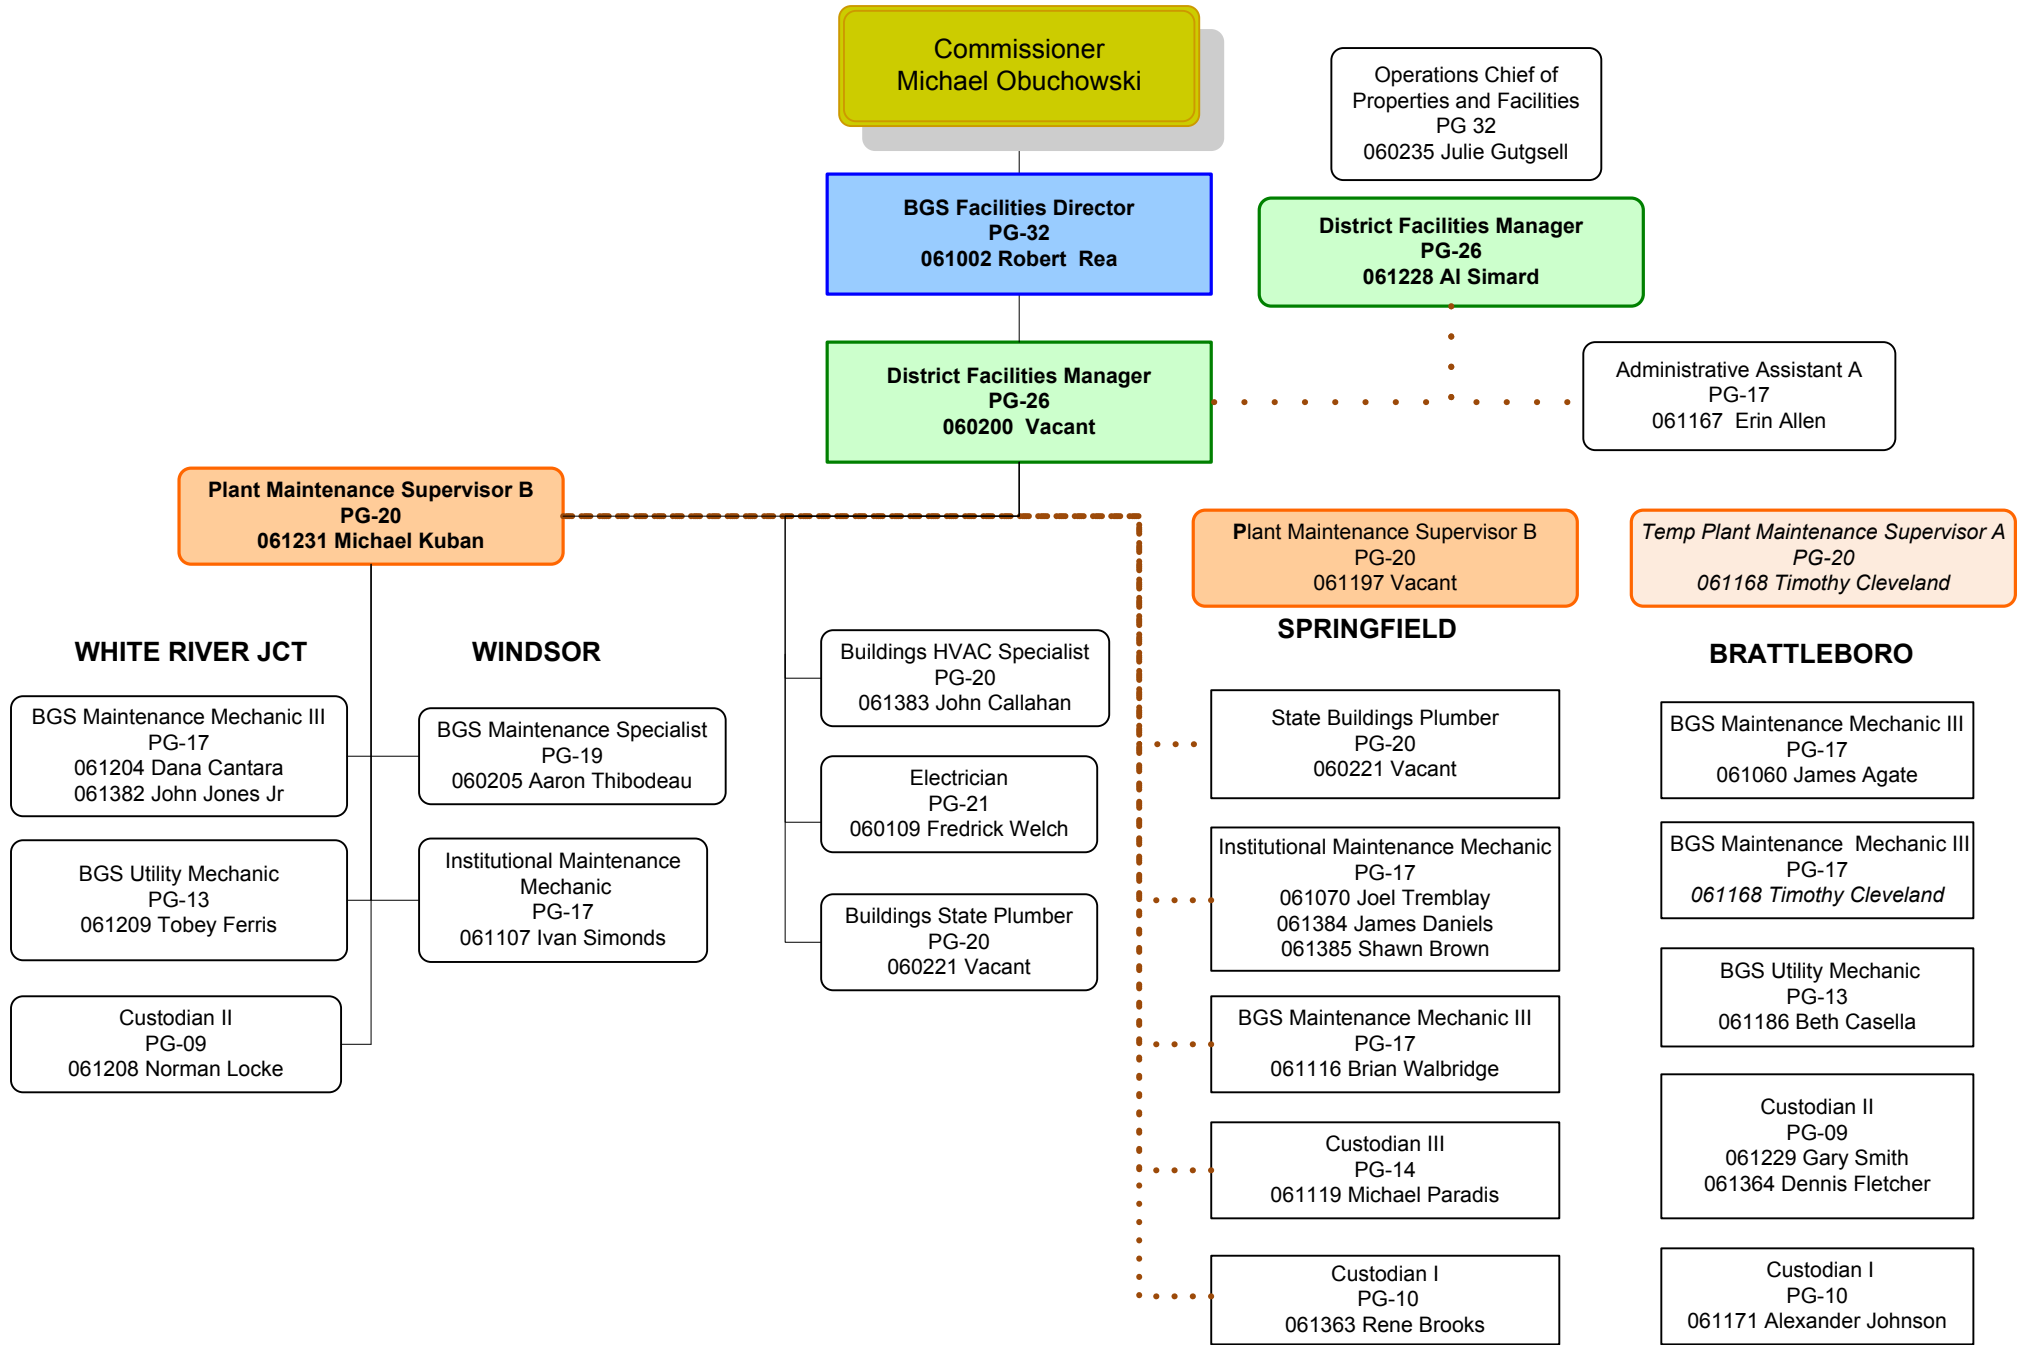 Commissioner
Michael Obuchowski
Operations Chief of
Properties and Facilities
PG 32
060235 Julie Gutgsell
BGS Facilities Director
PG-32
061002 Robert  Rea
District Facilities Manager
PG-26
061228 Al Simard
District Facilities Manager
PG-26
060200  Vacant
Administrative Assistant A
PG-17
061167  Erin Allen
Plant Maintenance Supervisor B
PG-20
061231 Michael Kuban
Plant Maintenance Supervisor B
PG-20
061197 Vacant
Temp Plant Maintenance Supervisor A
PG-20
061168 Timothy Cleveland
WHITE RIVER JCT
BGS Maintenance Mechanic III
PG-17
061204 Dana Cantara
061382 John Jones Jr
BGS Utility Mechanic
PG-13
061209 Tobey Ferris
Custodian II
PG-09
061208 Norman Locke
WINDSOR
BGS Maintenance Specialist
PG-19
060205 Aaron Thibodeau
Institutional Maintenance
Mechanic
PG-17
061107 Ivan Simonds
Buildings HVAC Specialist
PG-20
061383 John Callahan
Electrician
PG-21
060109 Fredrick Welch
Buildings State Plumber
PG-20
060221 Vacant
SPRINGFIELD
State Buildings Plumber
PG-20
060221 Vacant
Institutional Maintenance Mechanic
PG-17
061070 Joel Tremblay
061384 James Daniels
061385 Shawn Brown
BGS Maintenance Mechanic III
PG-17
061116 Brian Walbridge
Custodian III
PG-14
061119 Michael Paradis
Custodian I
PG-10
061363 Rene Brooks
BRATTLEBORO
BGS Maintenance Mechanic III
PG-17
061060 James Agate
BGS Maintenance  Mechanic III
PG-17
061168 Timothy Cleveland
BGS Utility Mechanic
PG-13
061186 Beth Casella
Custodian II
PG-09
061229 Gary Smith
061364 Dennis Fletcher
Custodian I
PG-10
061171 Alexander Johnson